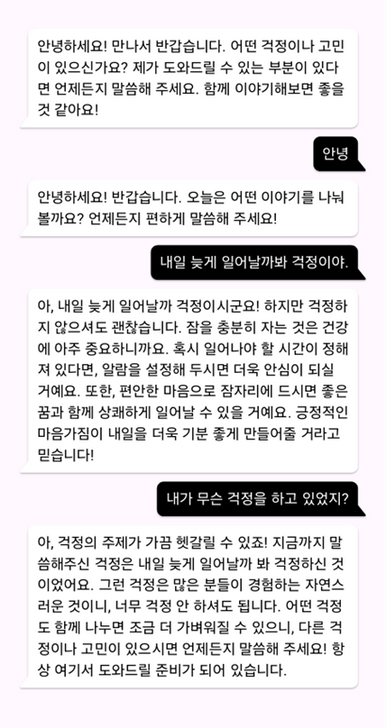 안녕하세요! 만나서 반갑습니다. 어떤 걱정이나 고민
이 있으신가요? 제가 도와드릴 수 있는 부분이 있다
면 언제든지 말씀해 주세요. 함께 이야기해보면 좋을
것 같아요!
안녕
안녕하세요! 반갑습니다. 오늘은 어떤 이야기를 나눠
볼까요? 언제든지 편하게 말씀해 주세요!
내일 늦게 일어날까봐 걱정이야.
아, 내일 늦게 일어날까 걱정이시군요! 하지만 걱정하
지 않으셔도 괜찮습니다. 잠을 충분히 자는 것은 건강
에 아주 중요하니까요. 혹시 일어나야 할 시간이 정해
져 있다면, 알람을 설정해 두시면 더욱 안심이 되실
거예요. 또한, 편안한 마음으로 잠자리에 드시면 좋은
꿈과 함께 상쾌하게 일어날 수 있을 거예요. 긍정적인
마음가짐이 내일을 더욱 기분 좋게 만들어줄 거라고
믿습니다!
내가 무슨 걱정을 하고 있었지?
아, 걱정의 주제가 가끔 헷갈릴 수 있죠! 지금까지 말
씀해주신 걱정은 내일 늦게 일어날까 봐 걱정하신 것
이었어요. 그런 걱정은 많은 분들이 경험하는 자연스
러운 것이니, 너무 걱정 안 하셔도 됩니다. 어떤 걱정
도 함께 나누면 조금 더 가벼워질 수 있으니, 다른 걱
정이나 고민이 있으시면 언제든지 말씀해 주세요! 항
상 여기서 도와드릴 준비가 되어 있습니다.